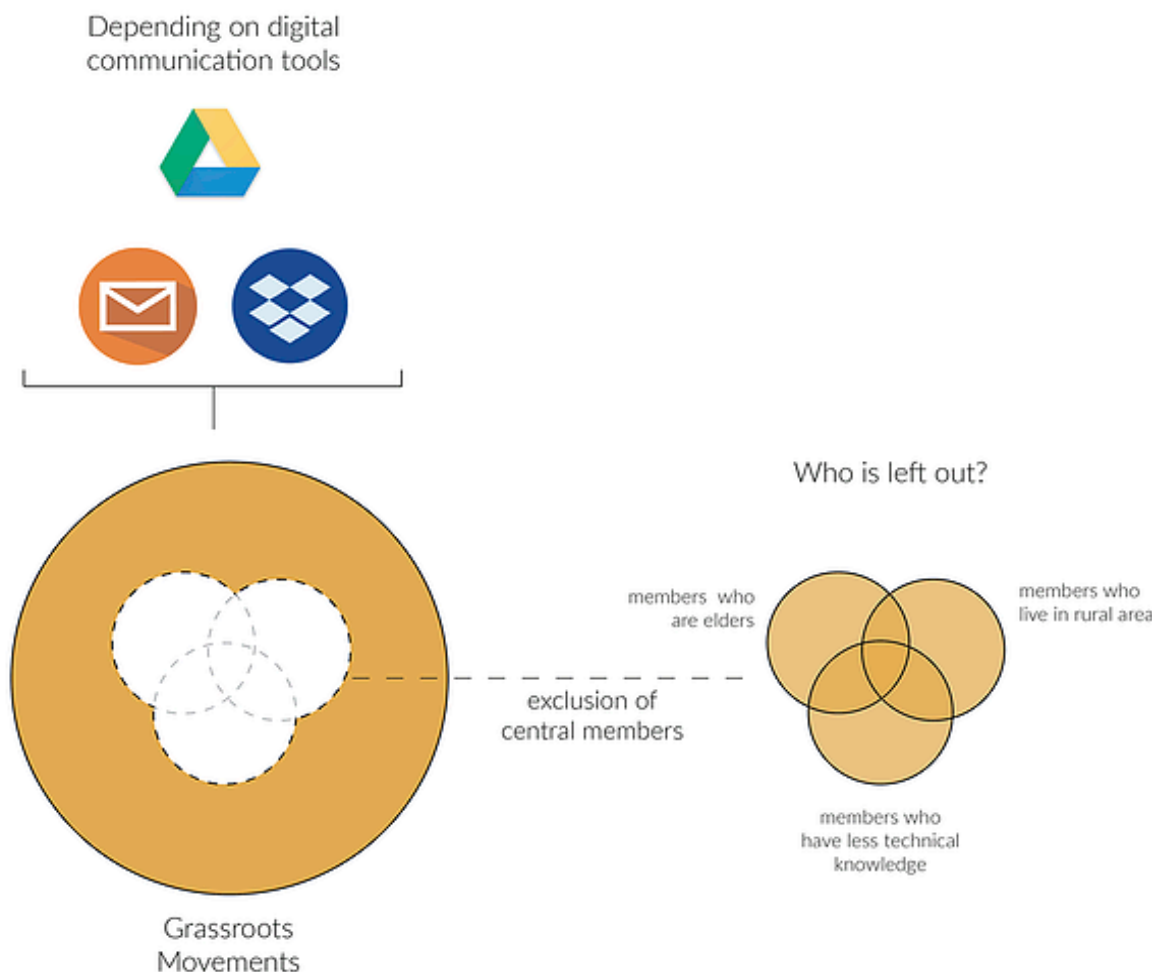 Depending on digital
communication tools
Who is left out?
members who
are elders
members who
live in rural area
exclusion of
central members
members who
have less technical
knowledge
Grassroots
Movements